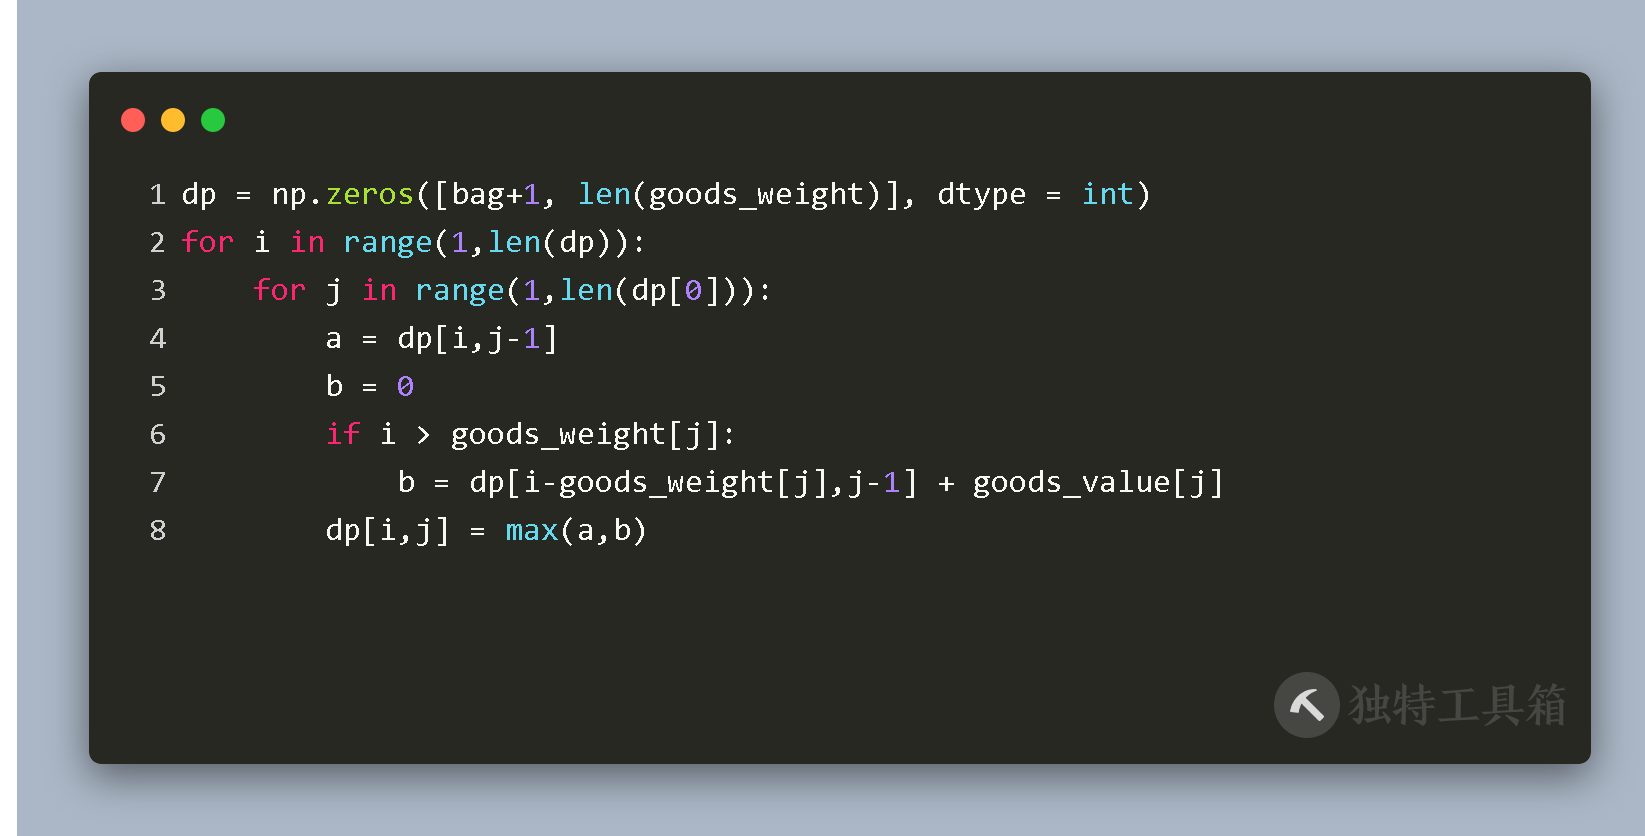 1 dp = np.zeros([bag+1, len(goods_weight)], dtype = int)
2 for i in range(1,len(dp)):
3     for j in range(1,len(dp[0])):
4         a = dp[i,j-1]
5         b = 0
6         if i > goods_weight[j]:
7             b = dp[i-goods_weight[j],j-1] + goods_value[j]
8         dp[i,j] = max(a,b)
独特工具箱